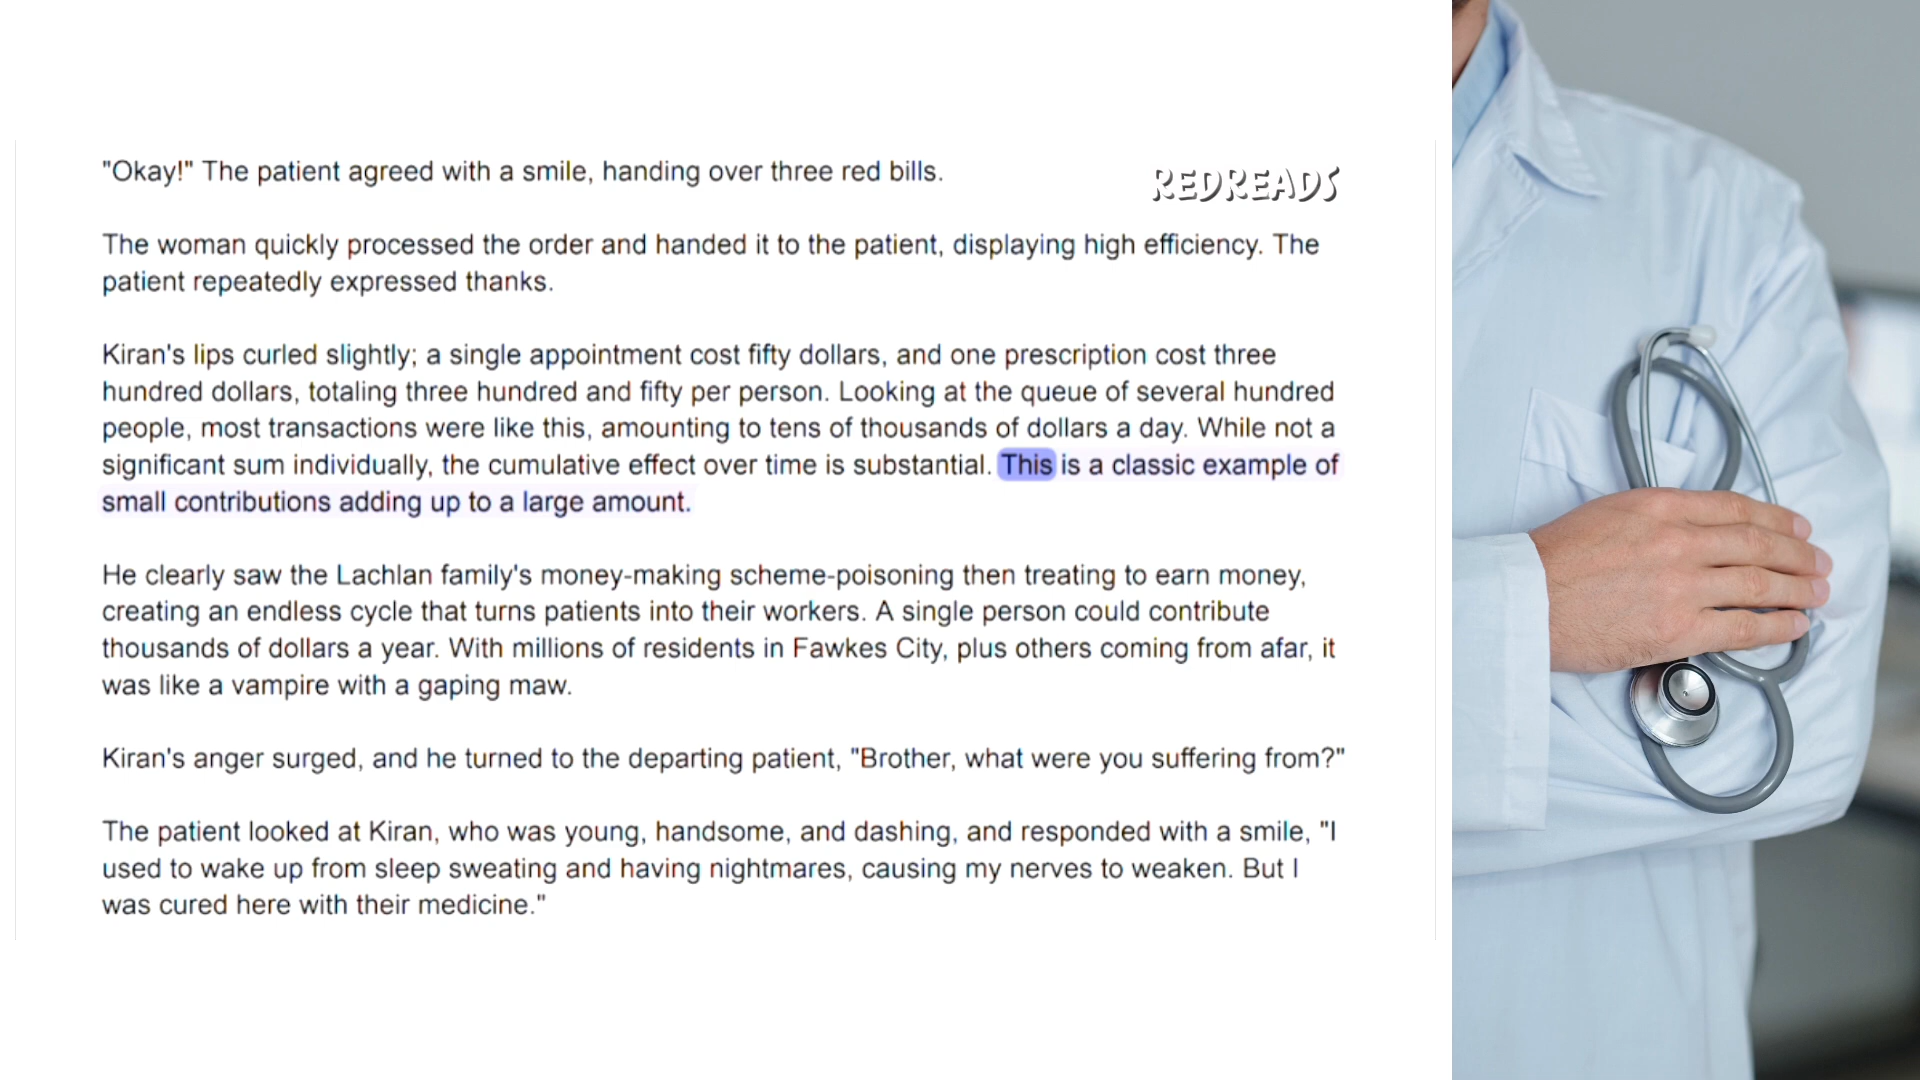 "Okay!" The patient agreed with a smile, handing over three red bills.
REDREADS
The woman quickly processed the order and handed it to the patient, displaying high efficiency. The
patient repeatedly expressed thanks.
Kiran's lips curled slightly; a single appointment cost fifty dollars, and one prescription cost three
hundred dollars, totaling three hundred and fifty per person. Looking at the queue of several hundred
people, most transactions were like this, amounting to tens of thousands of dollars a day. While not a
significant sum individually, the cumulative effect over time is substantial. This is a classic example of
small contributions adding up to a large amount.
He clearly saw the Lachlan family's money-making scheme-poisoning then treating to earn money,
creating an endless cycle that turns patients into their workers. A single person could contribute
thousands of dollars a year. With millions of residents in Fawkes City, plus others coming from afar, it
was like a vampire with a gaping maw.
Kiran's anger surged, and he turned to the departing patient, "Brother, what were you suffering from?"
The patient looked at Kiran, who was young, handsome, and dashing, and responded with a smile, "I
used to wake up from sleep sweating and having nightmares, causing my nerves to weaken. But I
was cured here with their medicine."